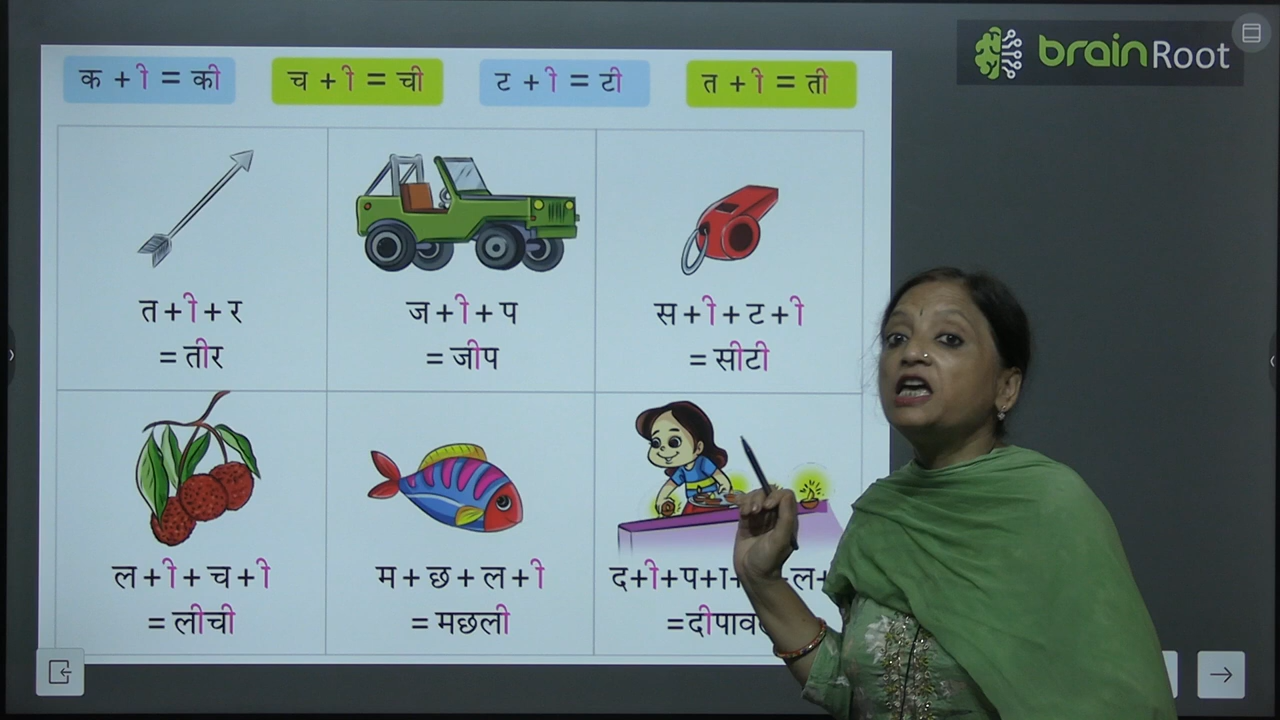 brainRoot
क + ी = की
च + ी = ची
ट + ी = टी
त + ी = ती
त+ी+र
= तीर
ज+ी+प
= जीप
स+ी+ट+ी
= सीटी
ल+ी+च+ी
= लीची
म+छ+ल+ी
= मछली
द+ी+प+ा+ ल+